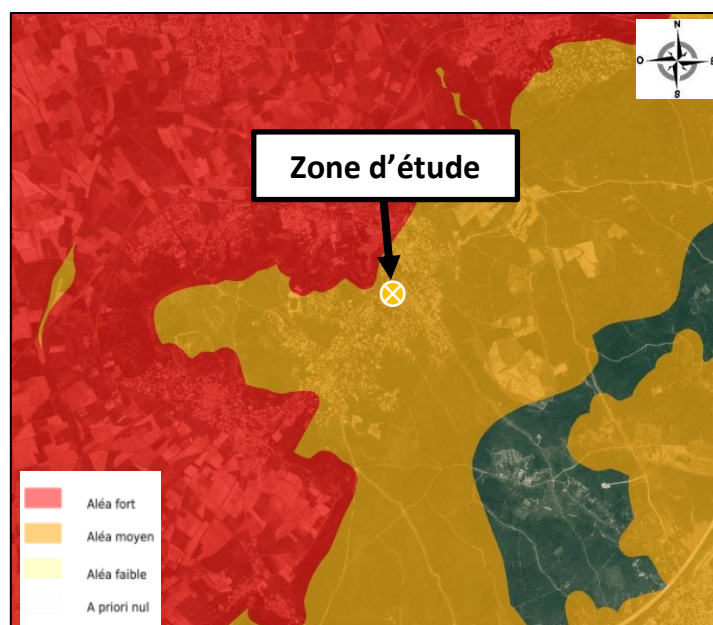 N
O
E
S
Zone d'étude
Aléa fort
Aléa moyen
Aléa faible
A priori nul